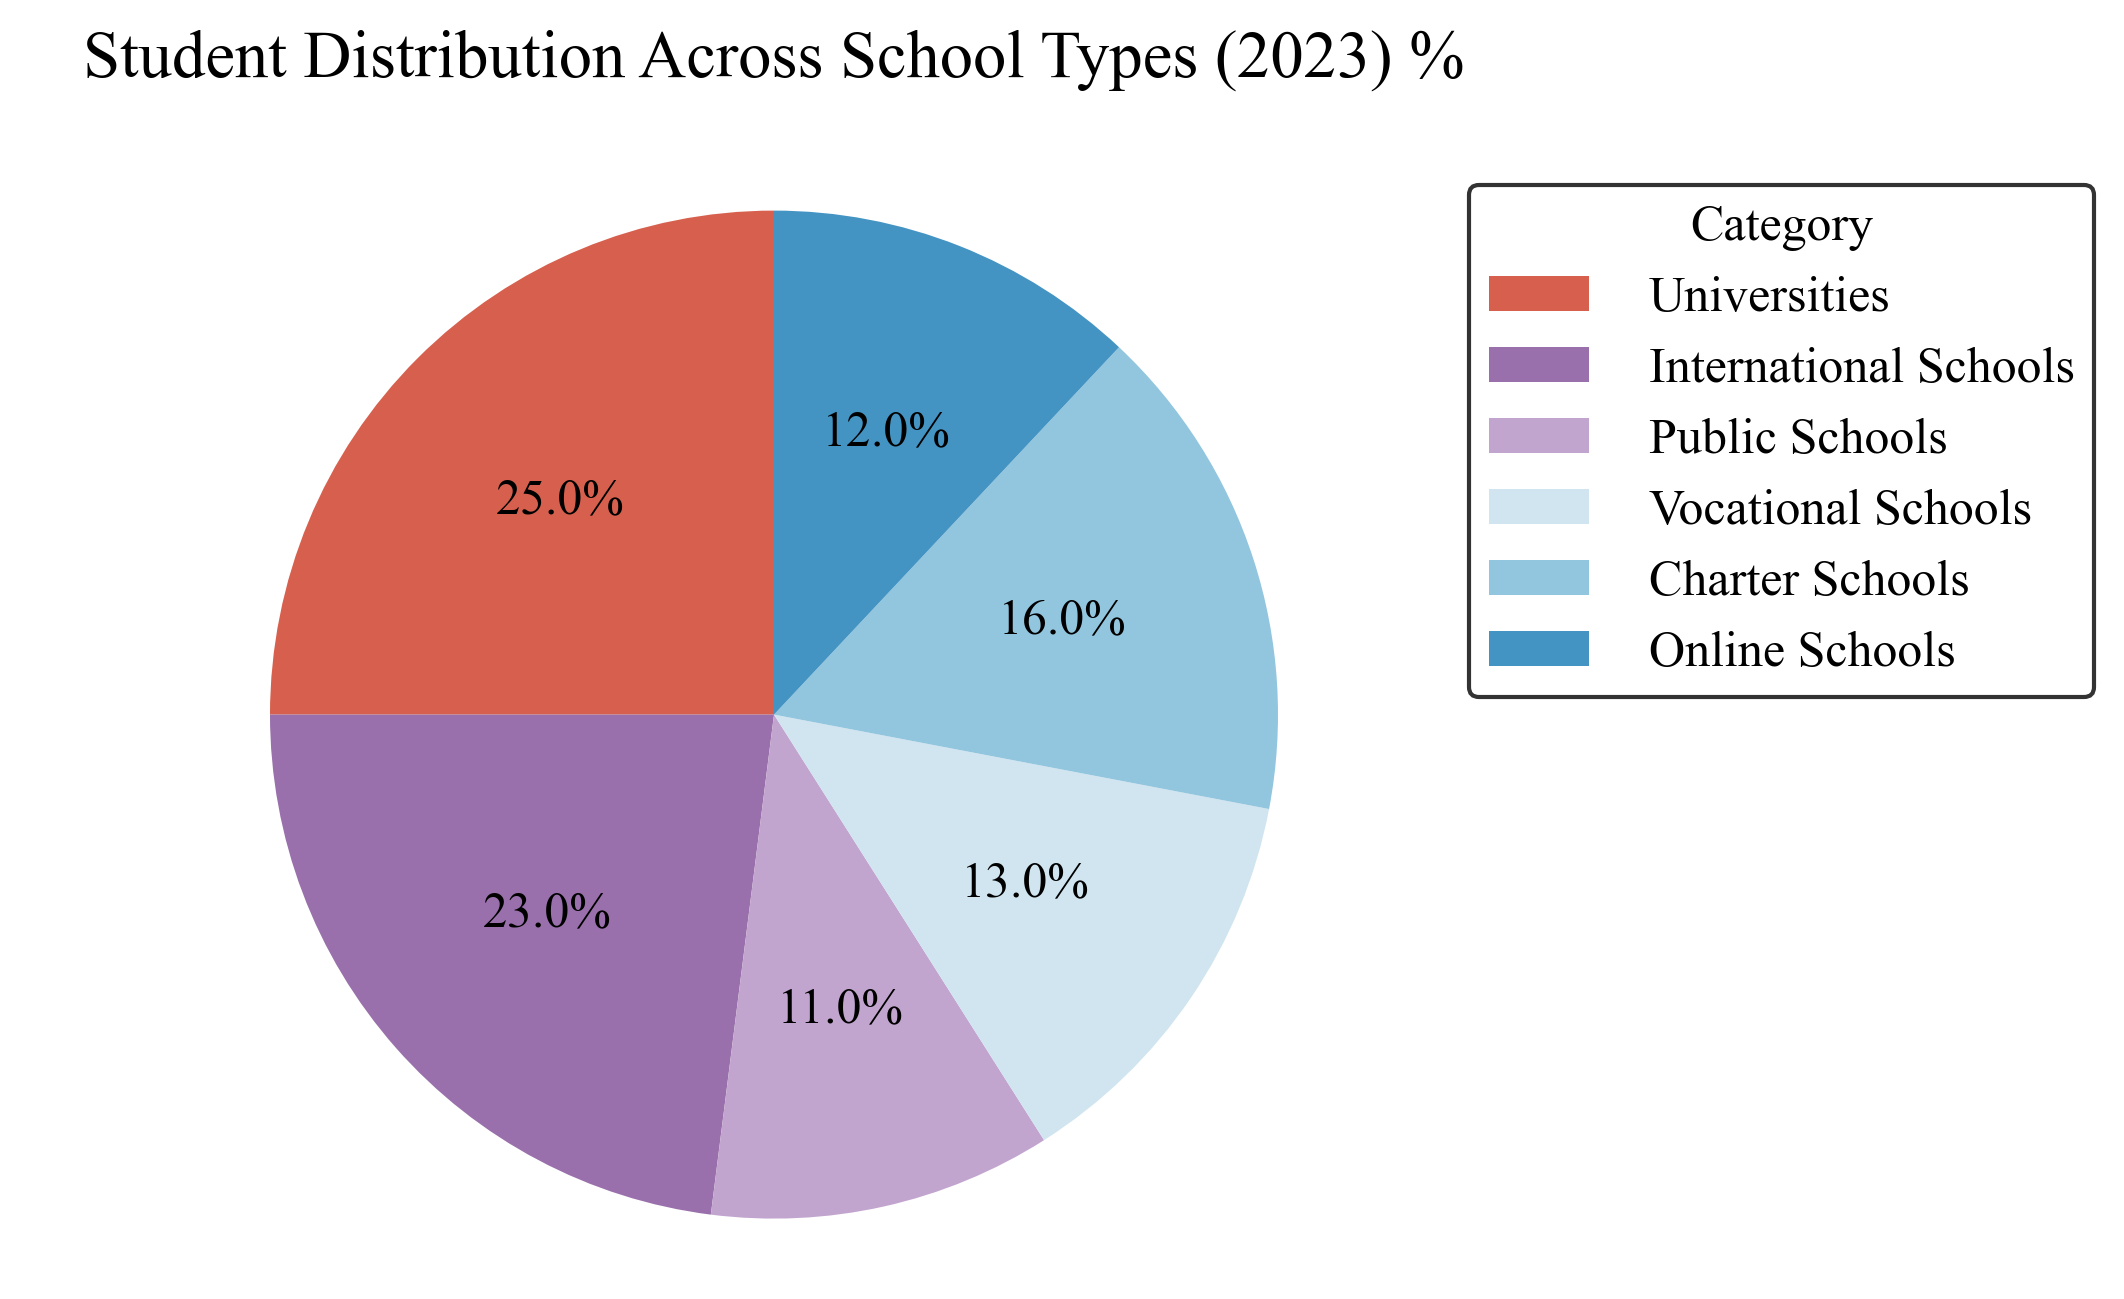 Student Distribution Across School Types (2023) %
Category
Universities
International Schools
Public Schools
Vocational Schools
Charter Schools
Online Schools
12.0%
25.0%
16.0%
13.0%
23.0%
11.0%